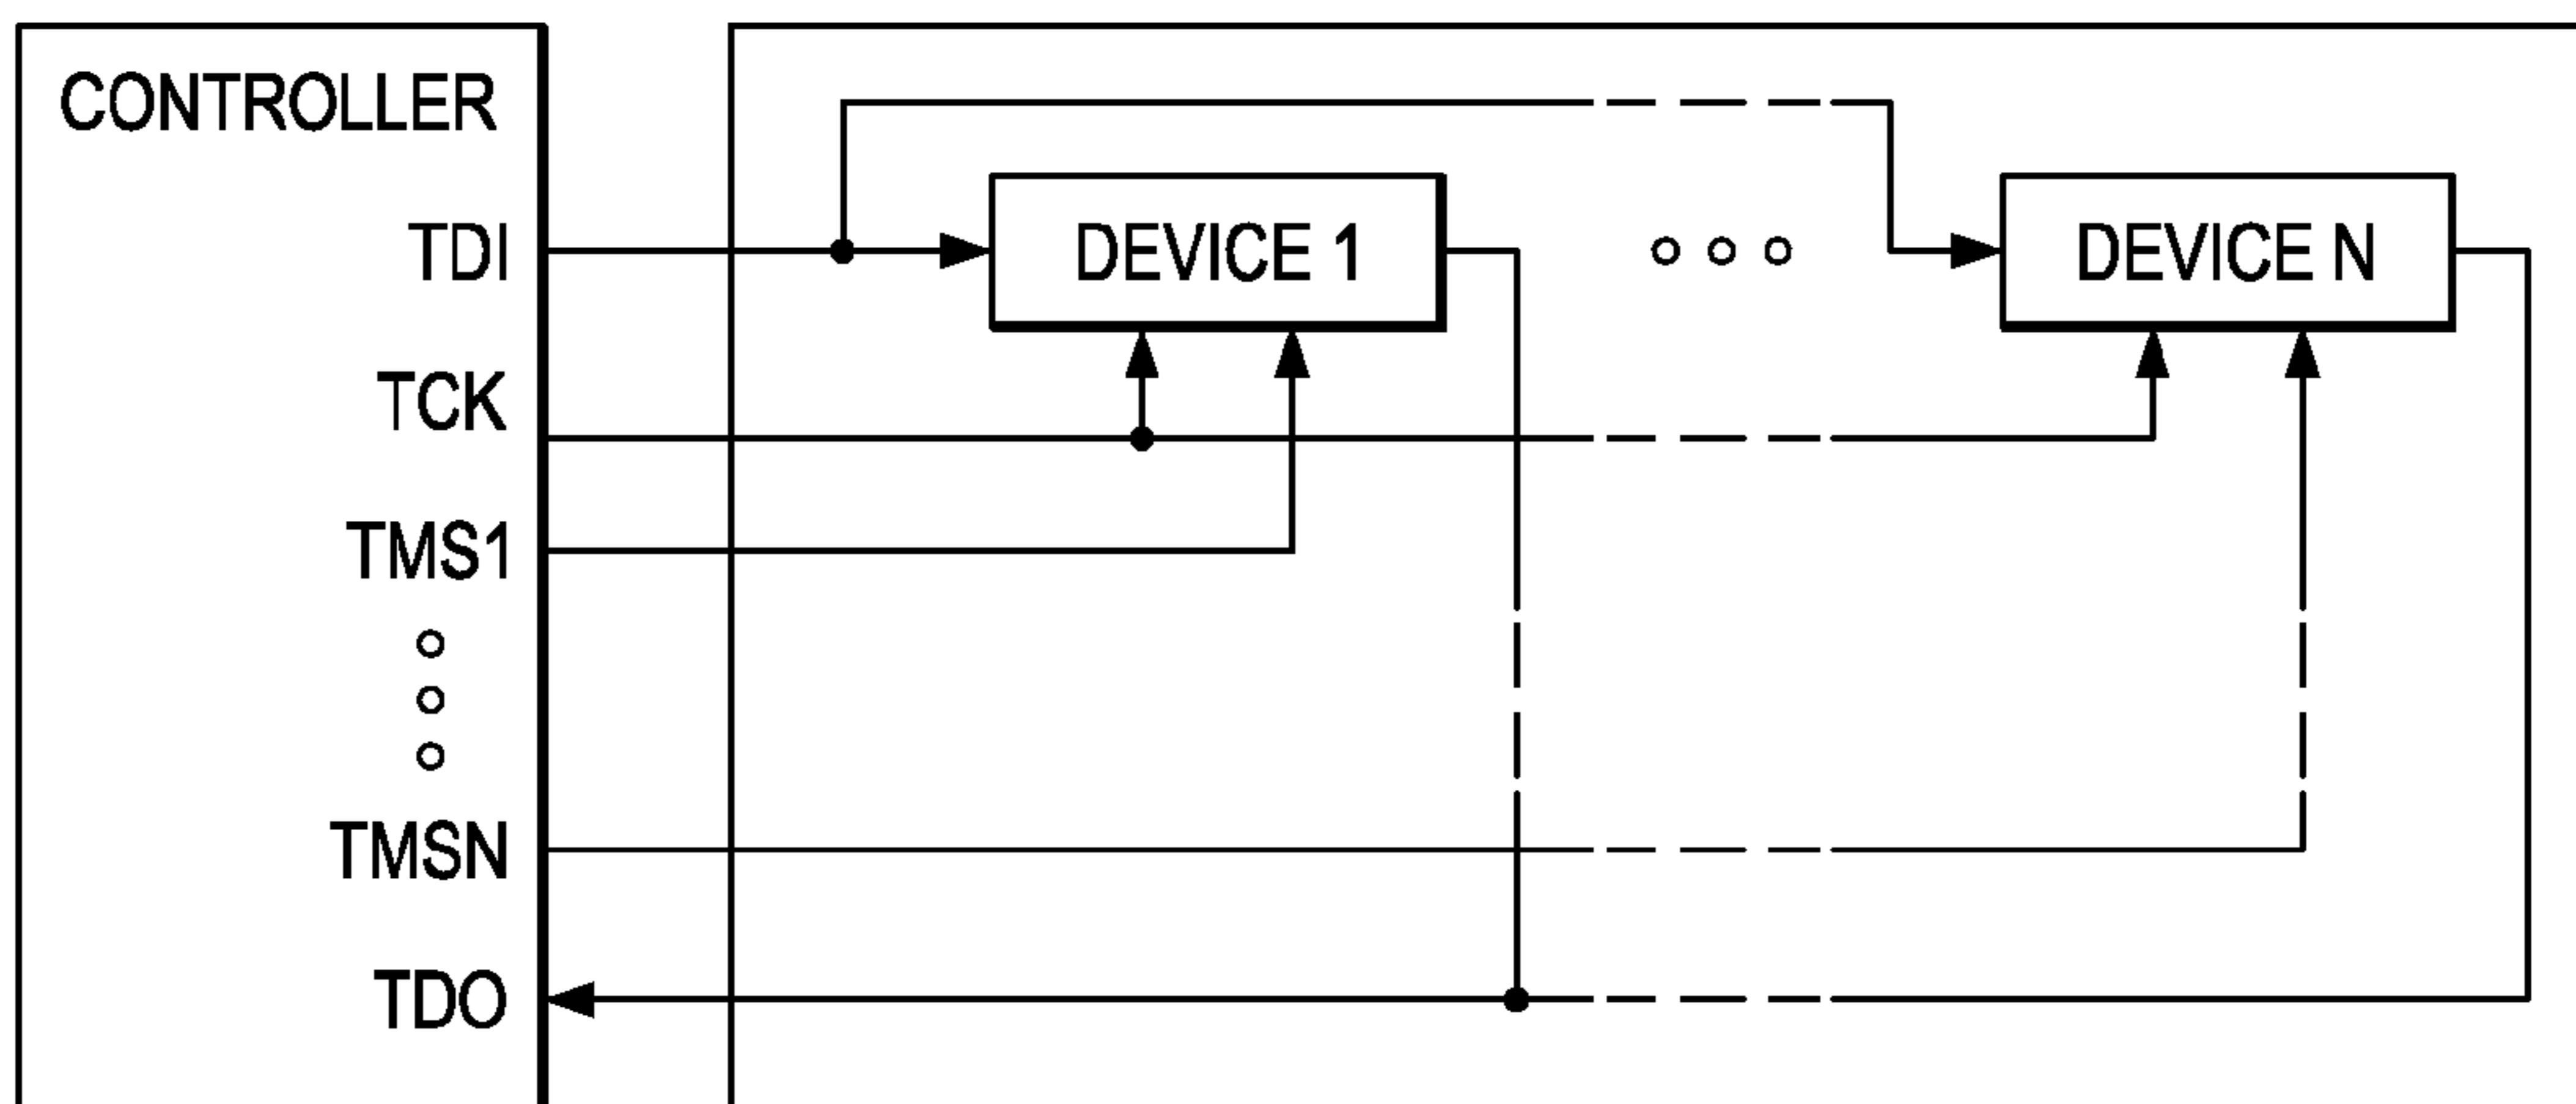 CONTROLLER
TDI
DEVICE 1
DEVICE N
TCK
TMS1
TMSN
TDO